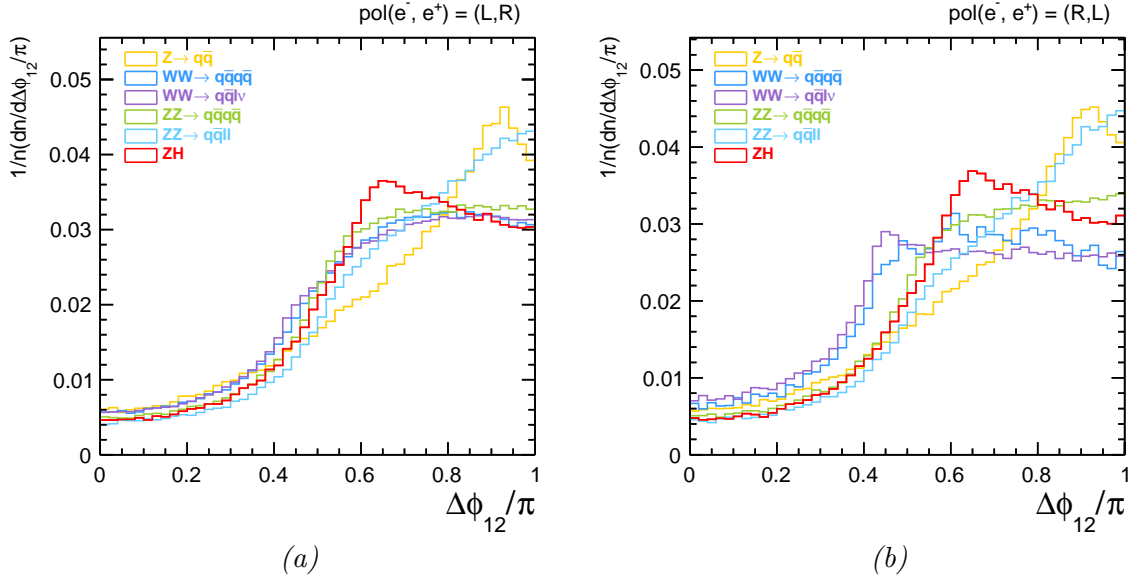 pol(e⁻, e⁺) = (L,R)
1/n(dn/dΔϕ₁₂/π)
Z→ qq̅
WW→ qq̅qq̅
WW→ qq̅lν
ZZ→ qq̅qq̅
ZZ→ qq̅ll
ZH
0.05
0.04
0.03
0.02
0.01
0
0 0.2 0.4 0.6 0.8 1
Δϕ₁₂/π
(a)
pol(e⁻, e⁺) = (R,L)
1/n(dn/dΔϕ₁₂/π)
Z→ qq̅
WW→ qq̅qq̅
WW→ qq̅lν
ZZ→ qq̅qq̅
ZZ→ qq̅ll
ZH
0.05
0.04
0.03
0.02
0.01
0
0 0.2 0.4 0.6 0.8 1
Δϕ₁₂/π
(b)